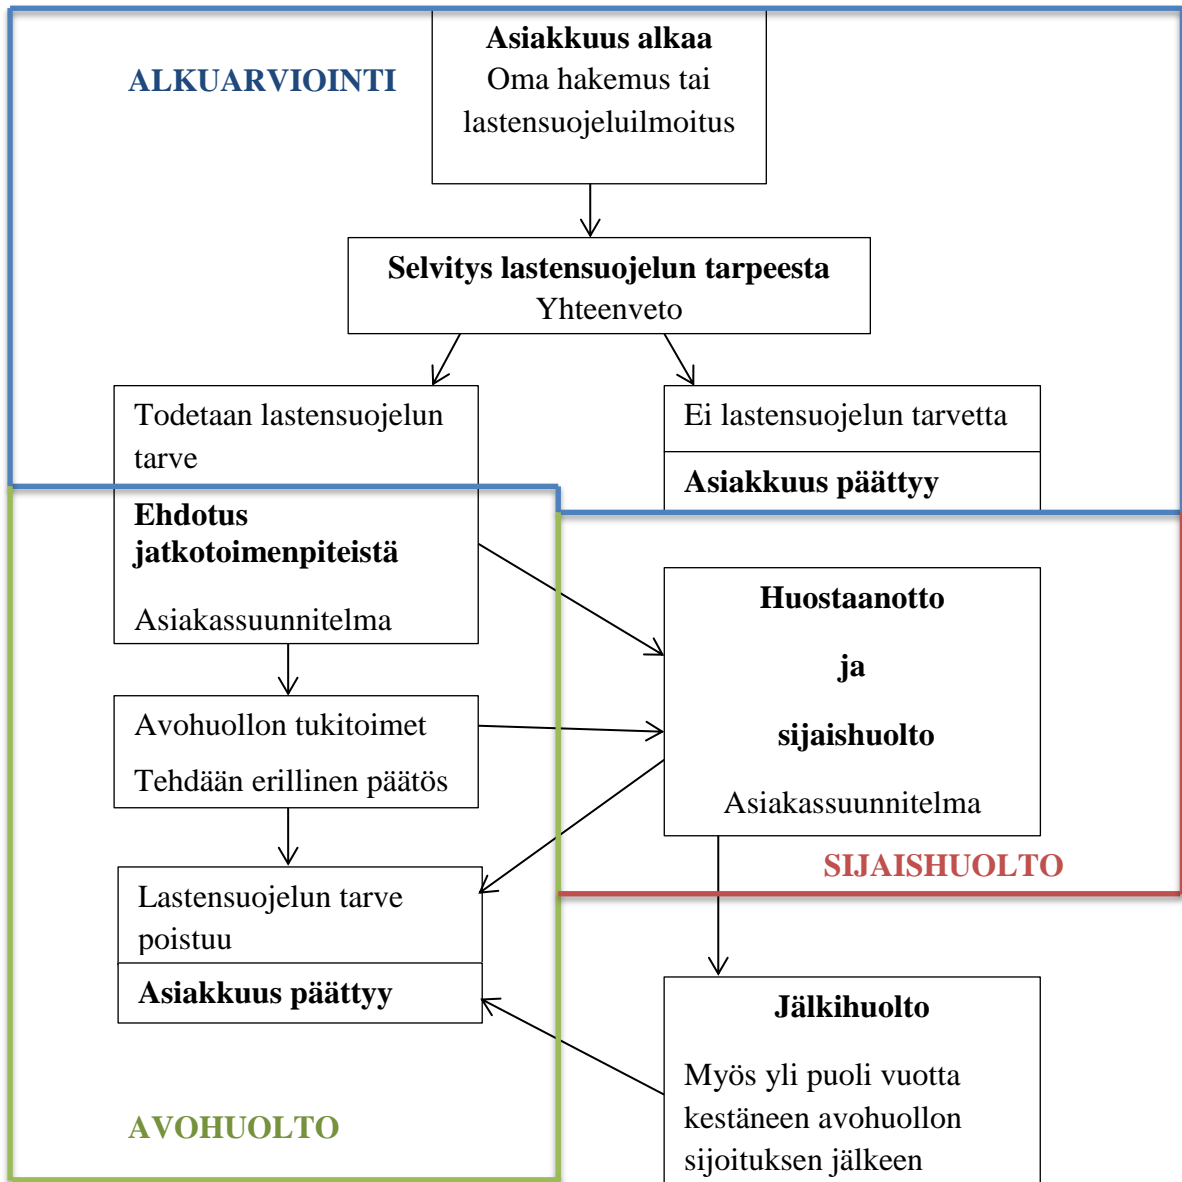 Asiakkuus alkaa
Oma hakemus tai
lastensuojeluilmoitus
ALKUARVIOINTI
Selvitys lastensuojelun tarpeesta
Yhteenveto
Todetaan lastensuojelun
tarve
Ei lastensuojelun tarvetta
Asiakkuus päättyy
Ehdotus
jatkotoimenpiteistä
Asiakassuunnitelma
Huostaanotto
ja
sijaishuolto
Asiakassuunnitelma
SIJAISHUOLTO
Avohuollon tukitoimet
Tehdään erillinen päätös
Lastensuojelun tarve
poistuu
Asiakkuus päättyy
Jälkihuolto
Myös yli puoli vuotta
kestäneen avohuollon
sijoituksen jälkeen
AVOHUOLTO